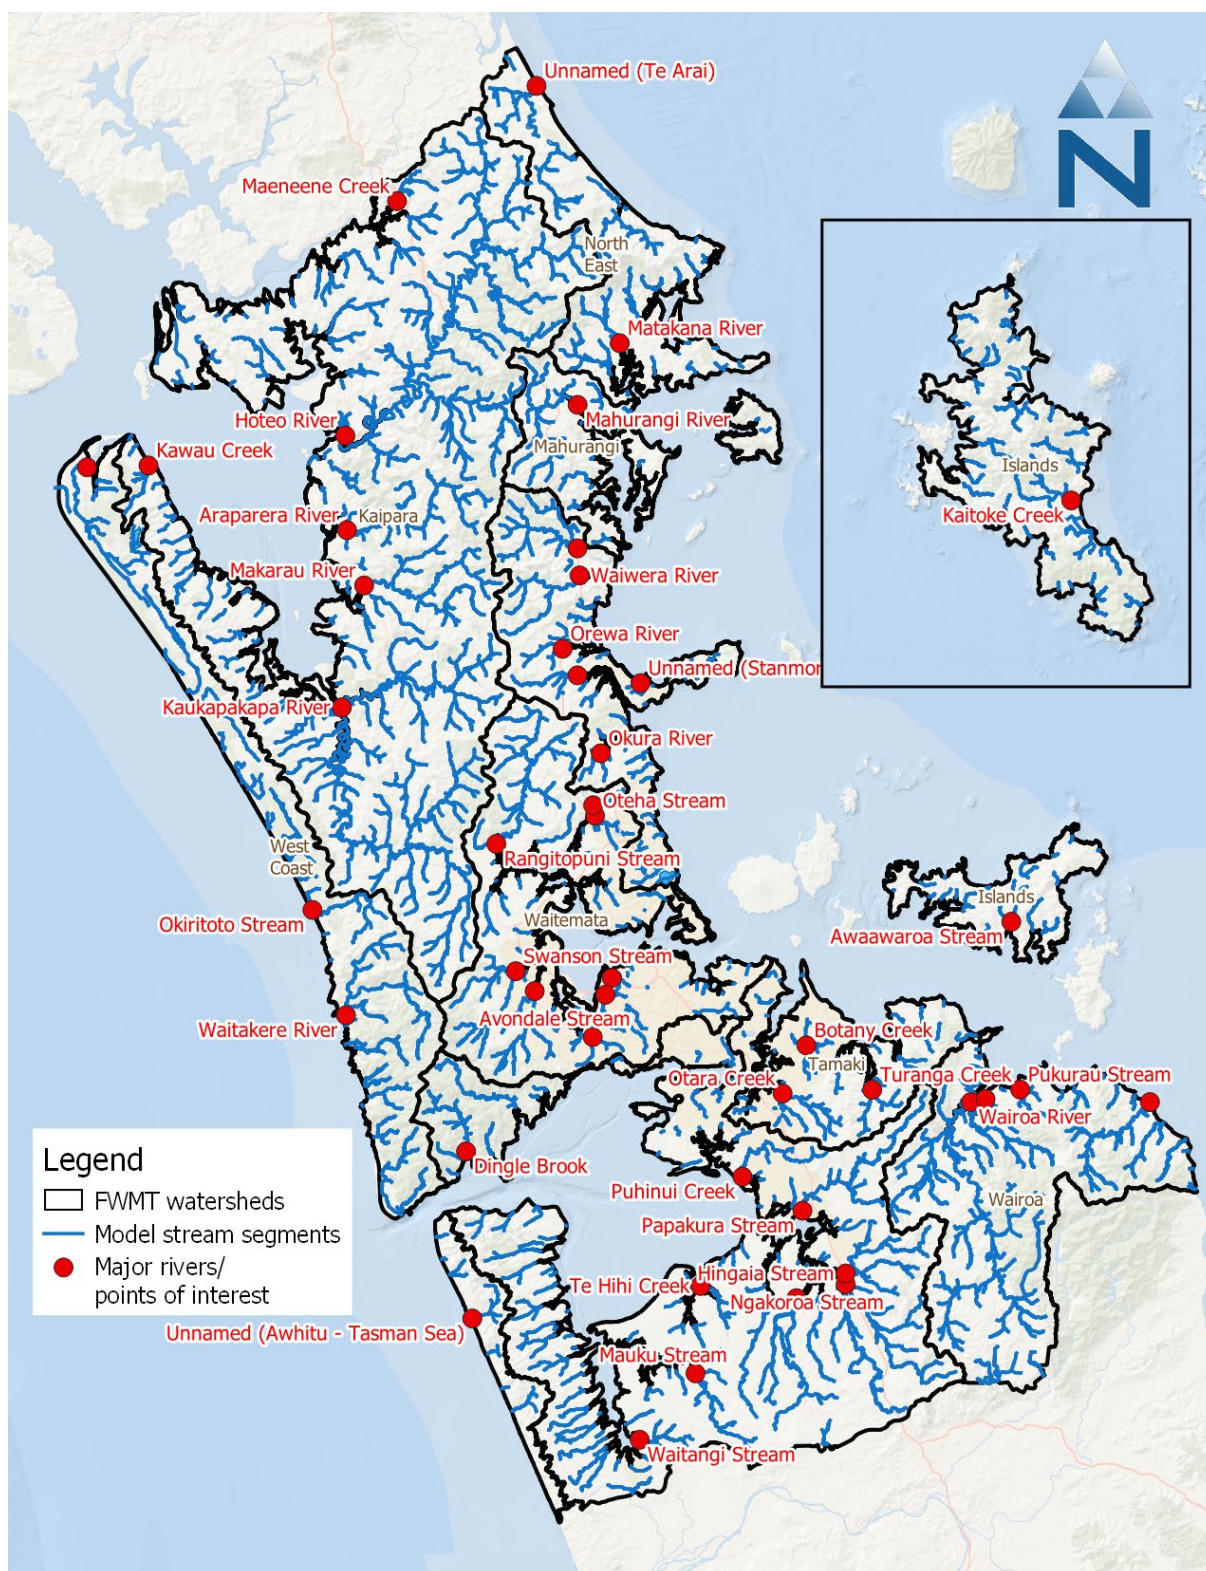 Unnamed (Te Arai)
N
Maeneene Creek
North
East
Matakana River
Hoteo River
Mahurangi River
Mahurangi
Kawau Creek
Islands
Kaitoke Creek
Araparera River
Kaipara
Makarau River
Waiwera River
Orewa River
Unnamed (Stanmor
Kaukapakapa River
Okura River
Oteha Stream
West
Coast
Rangitopuni Stream
Okiritoto Stream
Waitemata
Islands
Awaawaroa Stream
Swanson Stream
Waitakere River
Avondale Stream
Botany Creek
Tamaki
Otara Creek
Turanga Creek
Pukurau Stream
Wairoa River
Legend
FWMT watersheds
Model stream segments
Major rivers/
points of interest
Dingle Brook
Puhinui Creek
Wairoa
Papakura Stream
Te Hihi Creek
Hingaia Stream
Ngakoroa Stream
Unnamed (Awhitu - Tasman Sea)
Mauku Stream
Waitangi Stream